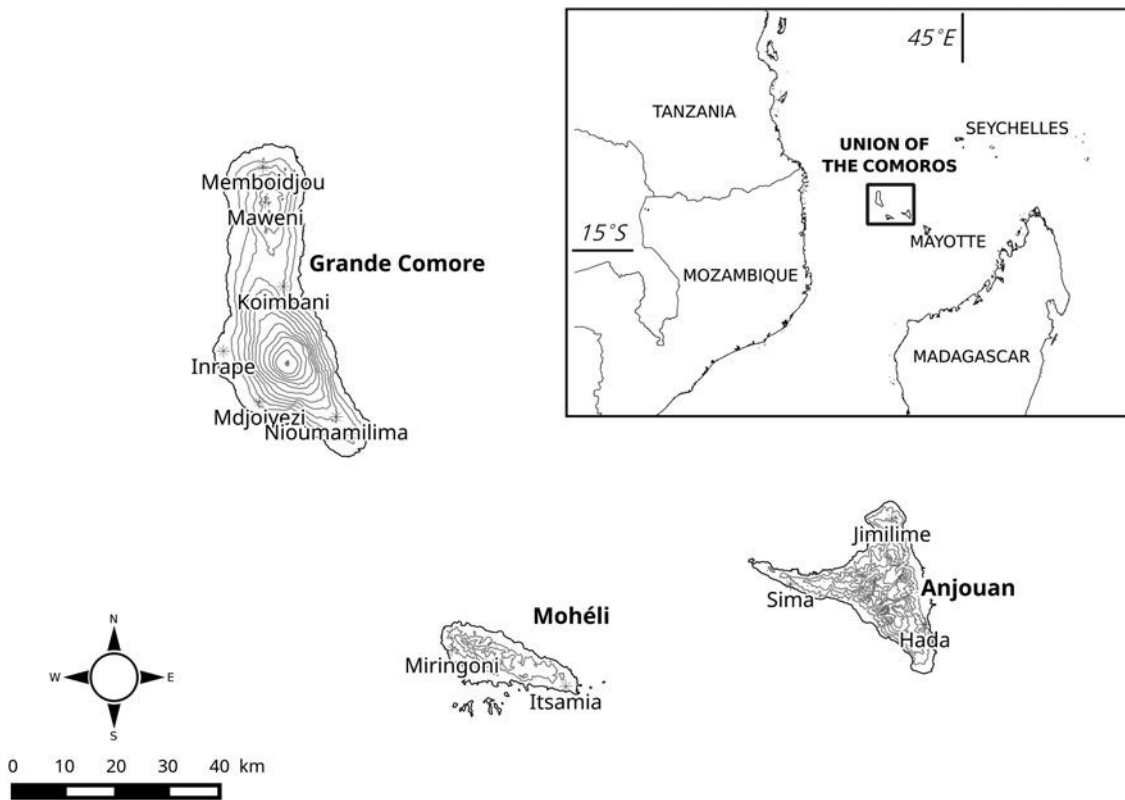 45°E
TANZANIA
SEYCHELLES
UNION OF
THE COMOROS
15°S
MAYOTTE
MOZAMBIQUE
MADAGASCAR
Memboidjou
Maweni
Grande Comore
Koimbani
Inrape
Mdjoiyezi
Nioumamilima
Jimilime
Sima
Anjouan
Hada
Mohéli
Miringoni
Itsamia
N
W E
S
0 10 20 30 40 km